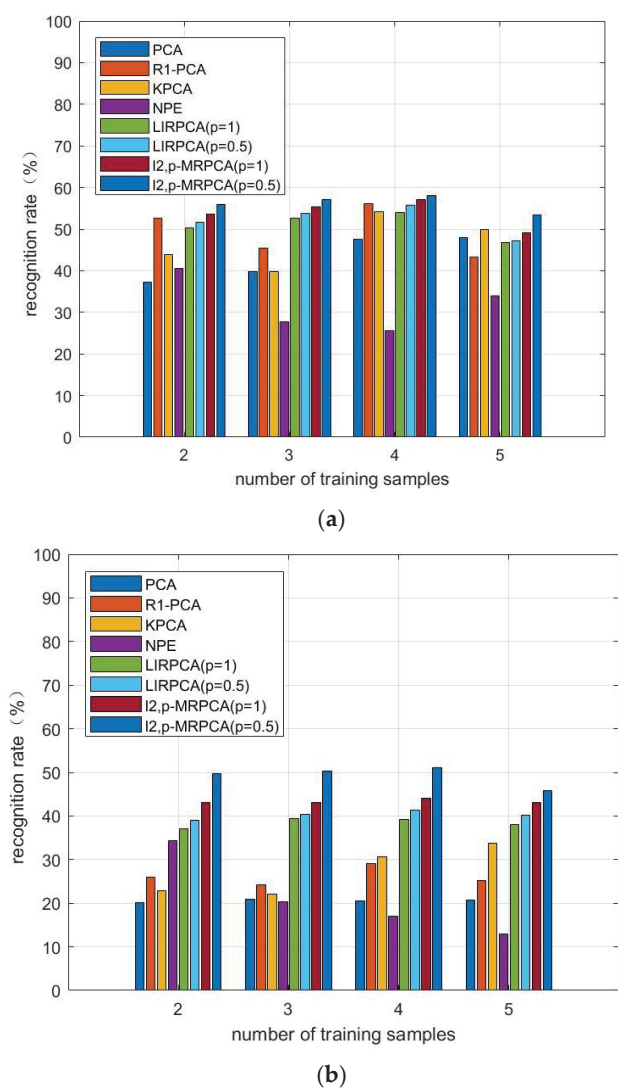 100
90
80
70
60
50
40
30
20
10
0
recognition rate（%）
PCA
R1-PCA
KPCA
NPE
LIRPCA(p=1)
LIRPCA(p=0.5)
l2,p-MRPCA(p=1)
l2,p-MRPCA(p=0.5)
2 3 4 5
number of training samples
(a)
100
90
80
70
60
50
40
30
20
10
0
recognition rate（%）
PCA
R1-PCA
KPCA
NPE
LIRPCA(p=1)
LIRPCA(p=0.5)
l2,p-MRPCA(p=1)
l2,p-MRPCA(p=0.5)
2 3 4 5
number of training samples
(b)